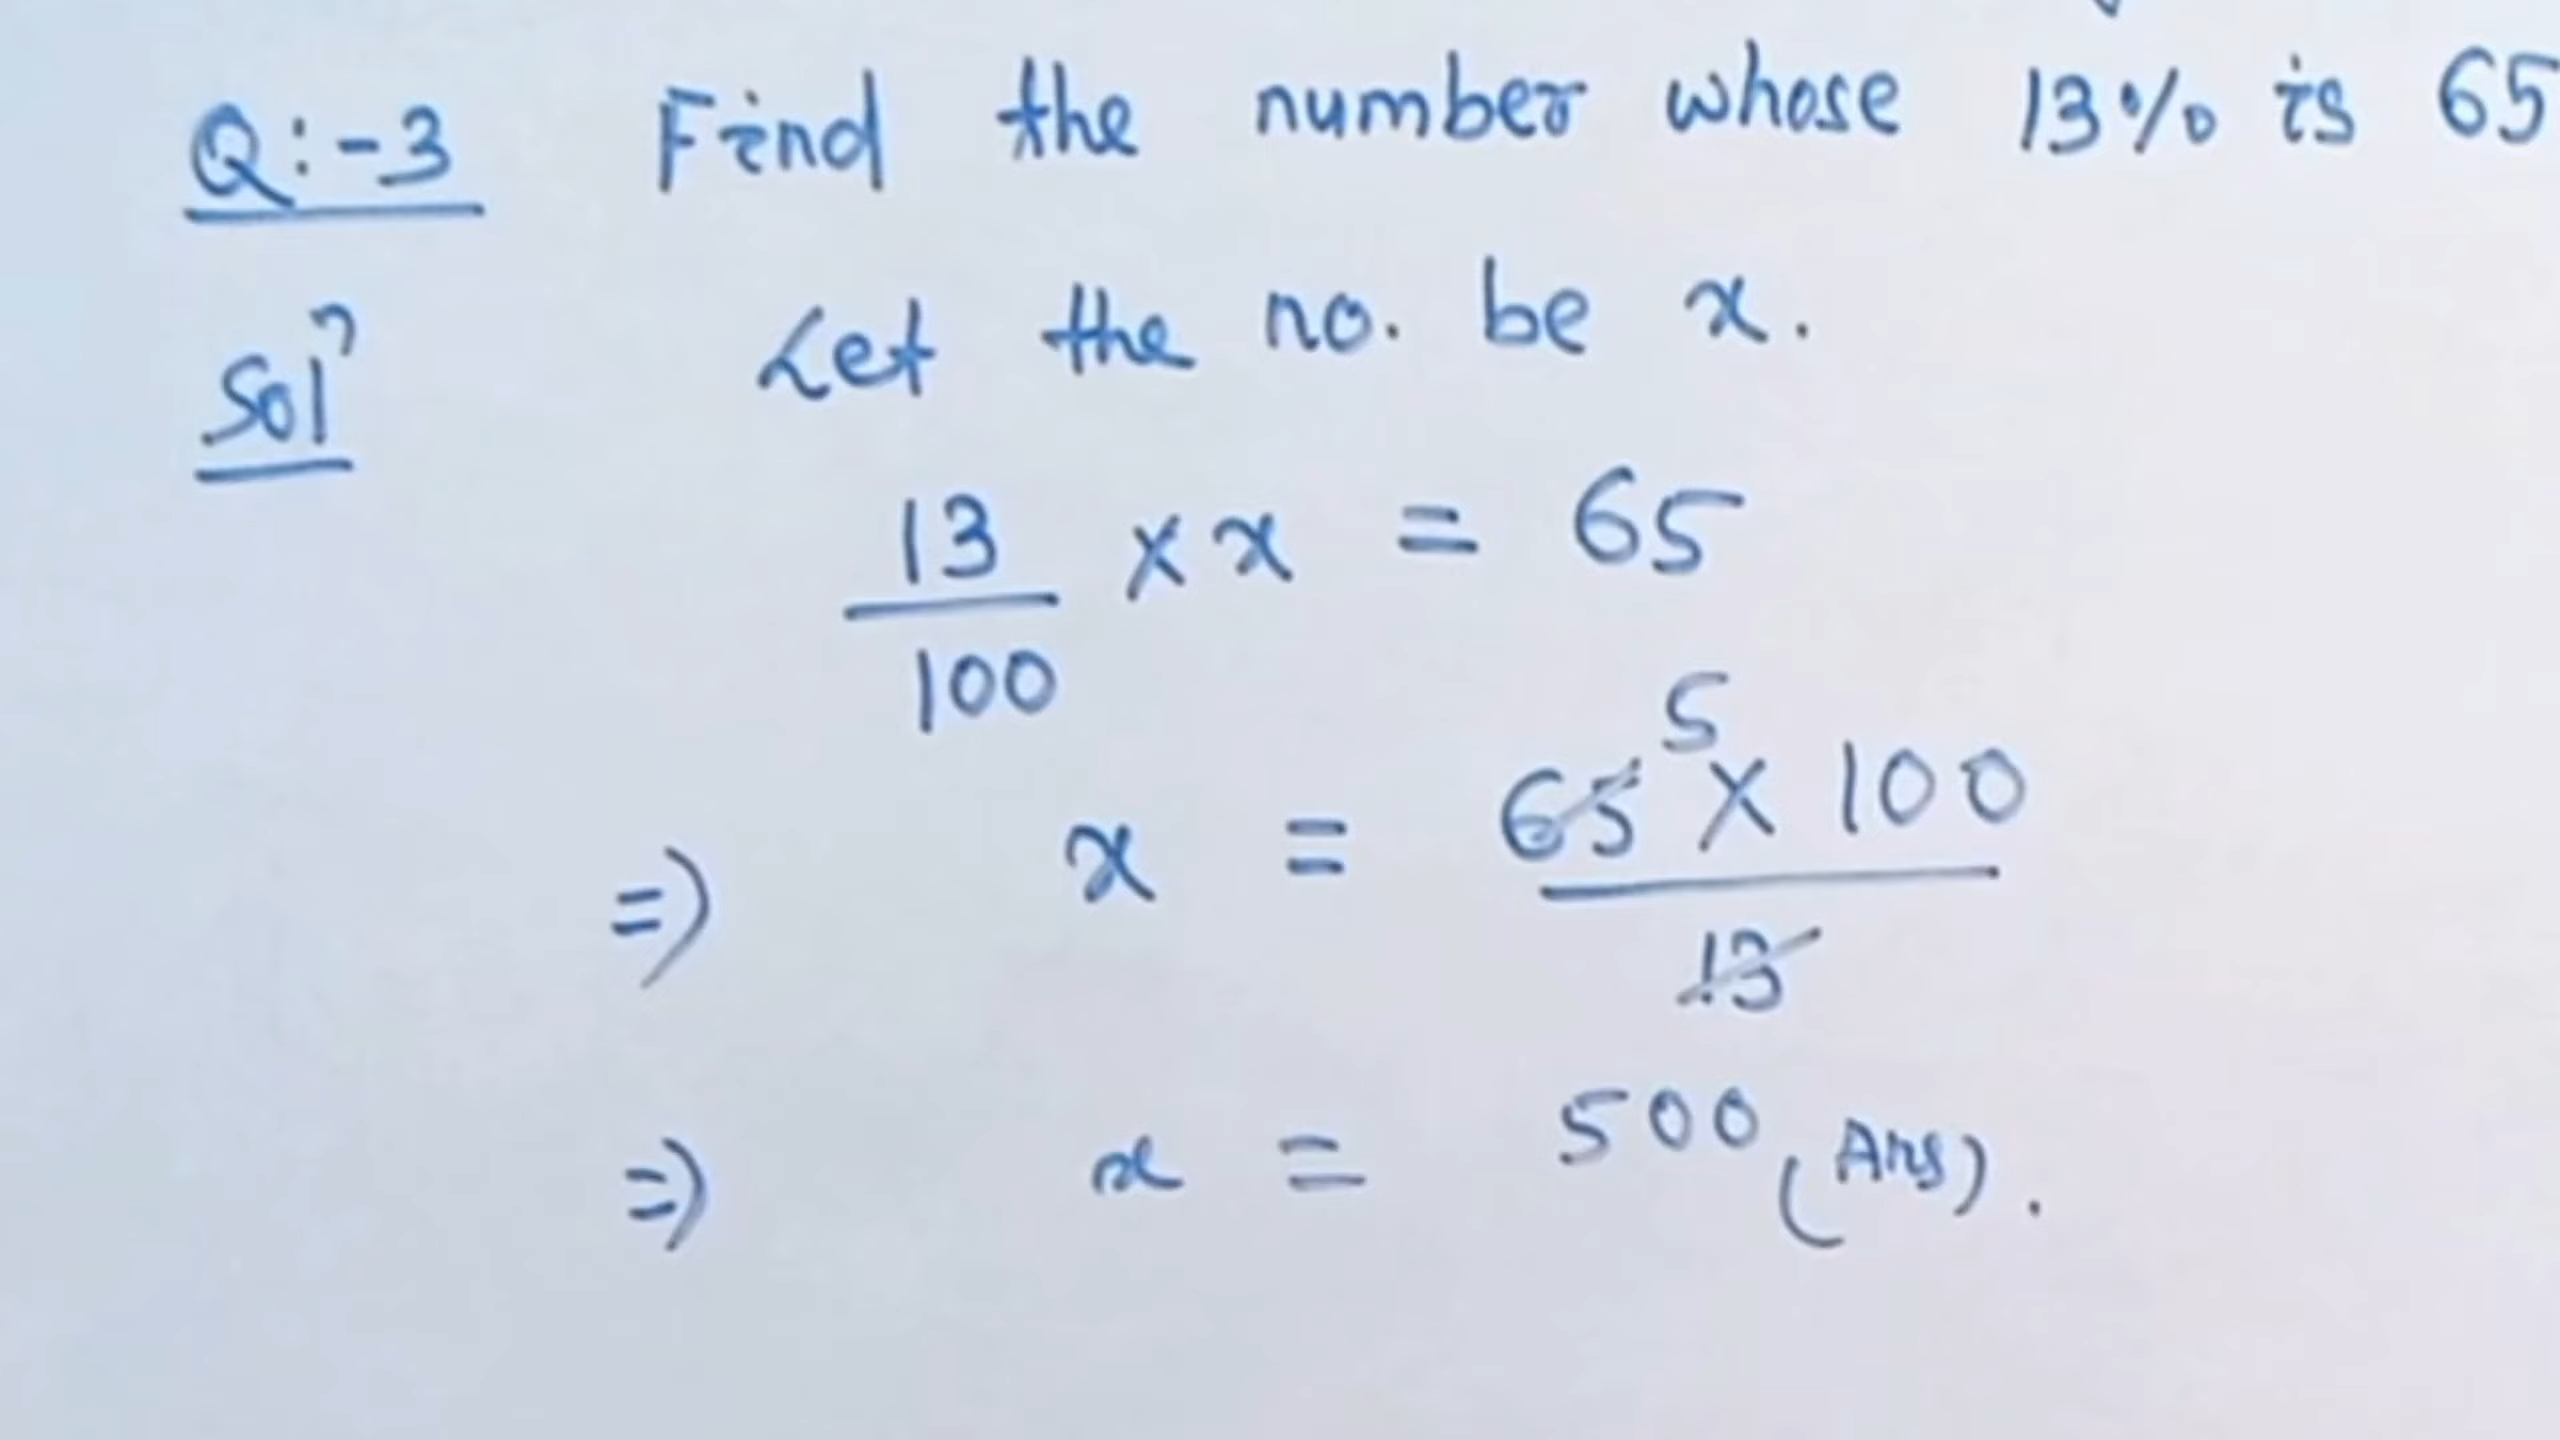 Q:-3 Find the number whose 13% is 65
Solⁿ Let the no. be x.
13/100 × x = 65
=> x = 65 5 × 100 / 13
=> x = 500 (Ans).